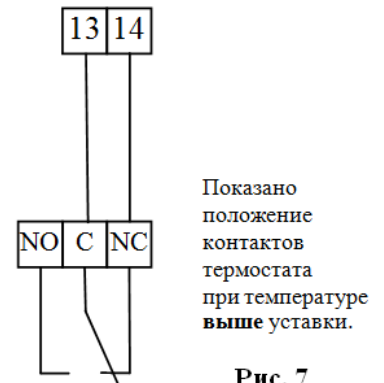 13 14
NO C NC
Показано
положение
контактов
термостата
при температуре
выше уставки.
Рис. 7